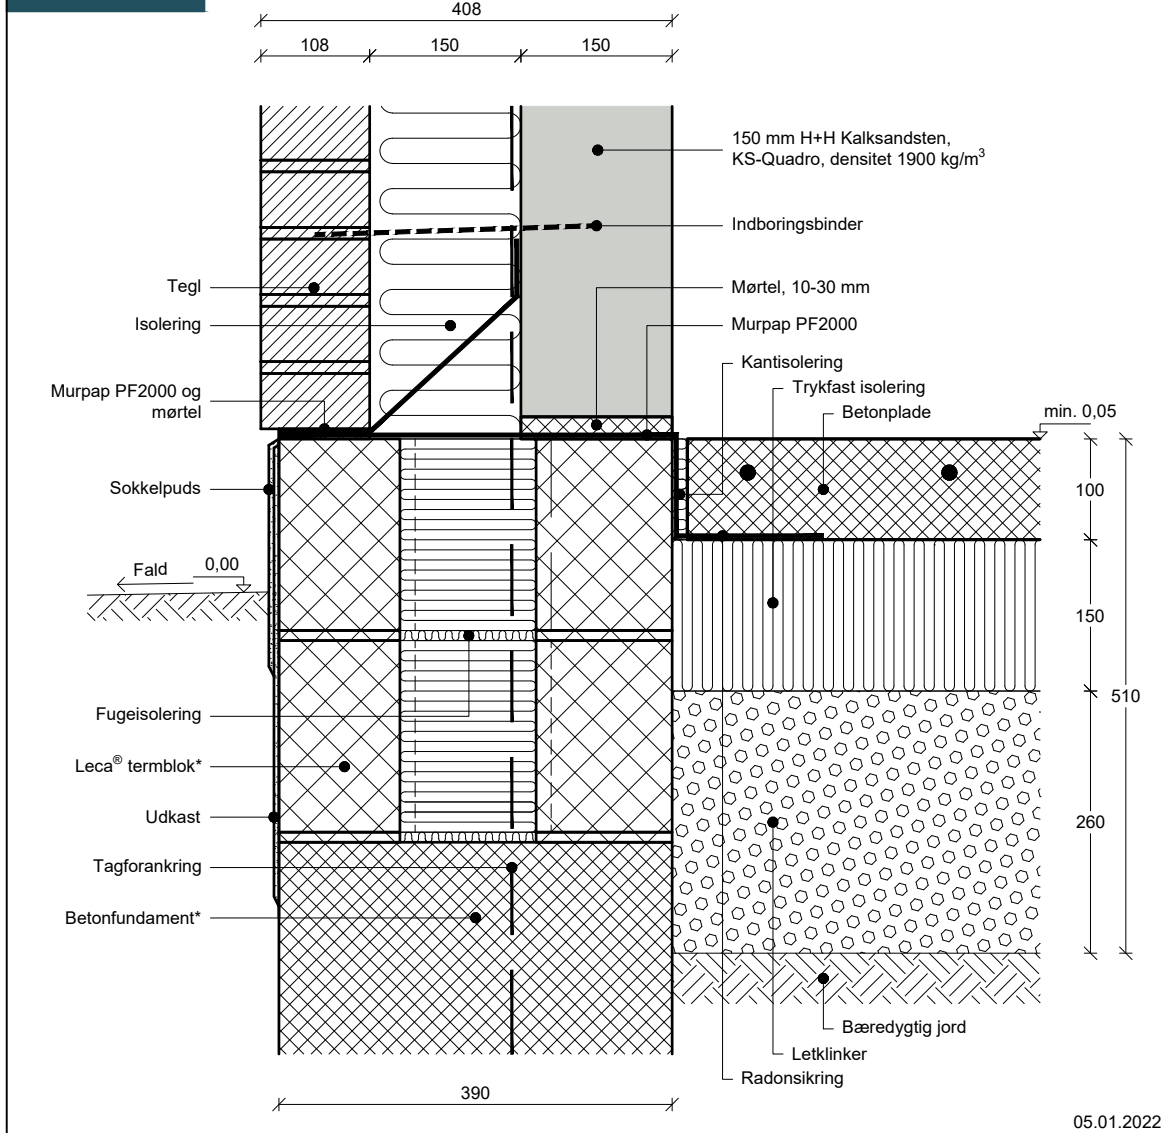 408
108
150
150
150 mm H+H Kalksandsten,
KS-Quadro, densitet 1900 kg/m³
Indboringsbinder
Tegl
Mørtel, 10-30 mm
Isolering
Murpap PF2000
Kantisolering
Murpap PF2000 og
mørtel
Trykfast isolering
Betonplade
min. 0,05
Sokkelpuds
100
Fald
0,00
150
510
Fugeisolering
Leca® termblok*
Udkast
260
Tagforankring
Betonfundament*
Bæredygtig jord
Letklinker
Radonsikring
390
05.01.2022